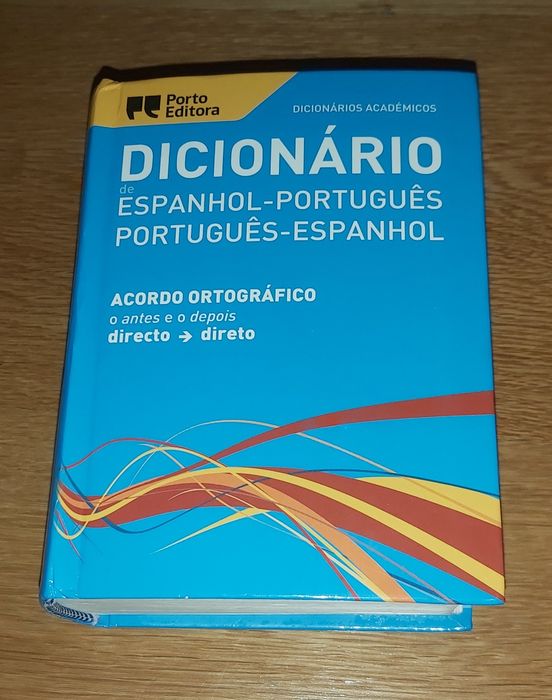 Porto
Editora
DICIONÁRIOS ACADÉMICOS
DICIONÁRIO
de
ESPANHOL-PORTUGUÊS
PORTUGUÊS-ESPANHOL
ACORDO ORTOGRÁFICO
o antes e o depois
directo → direto